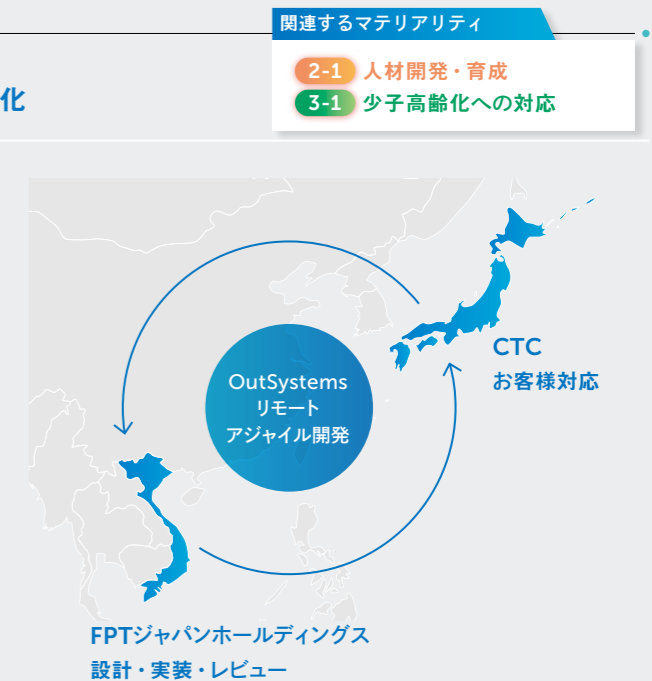 関連するマテリアリティ
2-1 人材開発・育成
3-1 少子高齢化への対応
化
OutSystems
リモート
アジャイル開発
CTC
お客様対応
FPTジャパンホールディングス
設計・実装・レビュー